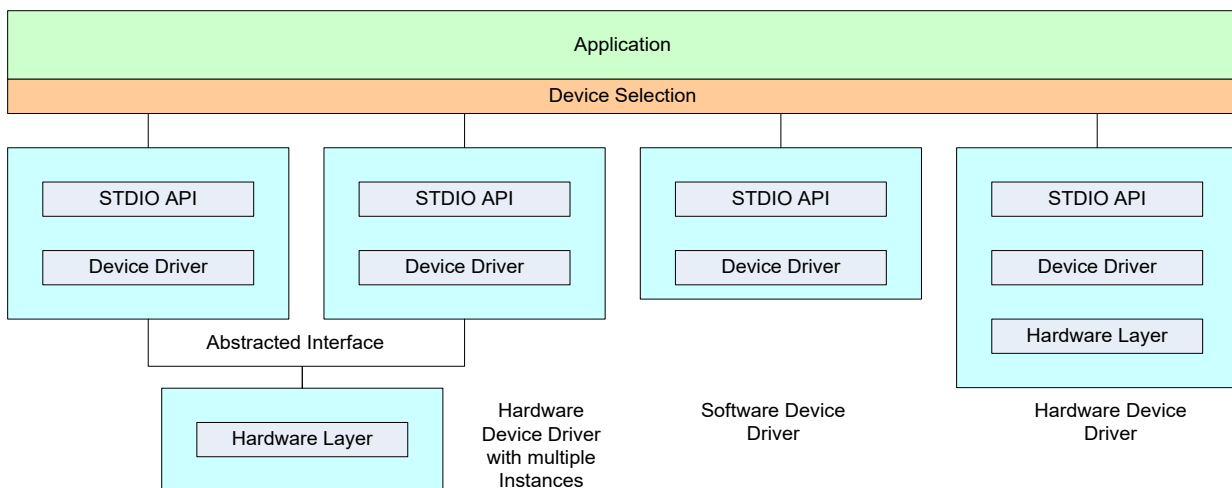 Application
Device Selection
STDIO API
STDIO API
STDIO API
STDIO API
Device Driver
Device Driver
Device Driver
Device Driver
Abstracted Interface
Hardware Layer
Hardware Layer
Hardware
Device Driver
with multiple
Instances
Software Device
Driver
Hardware Device
Driver